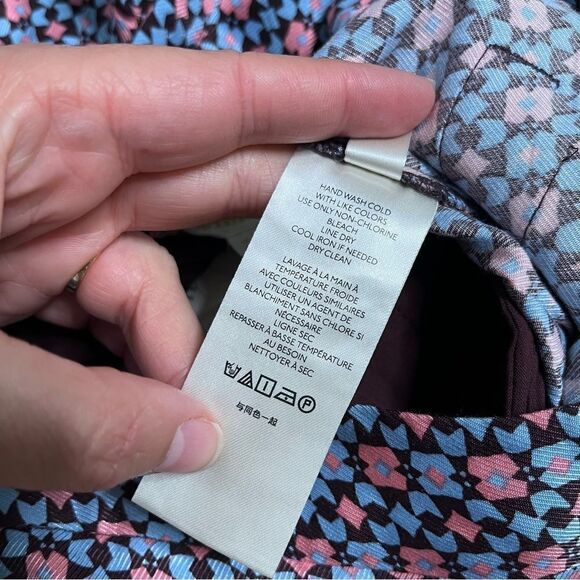 HAND WASH COLD
WITH LIKE COLORS
USE ONLY NON-CHLORINE
BLEACH
LINE DRY
COOL IRON IF NEEDED
DRY CLEAN
LAVAGE À LA MAIN À
TEMPÉRATURE FROIDE
AVEC COULEURS SIMILAIRES
UTILISER UN AGENT DE
BLANCHIMENT SANS CHLORE SI
NÉCESSAIRE
LIGNE SEC
REPASSER À BASSE TEMPÉRATURE
AU BESOIN
NETTOYER À SEC
P
与同色一起